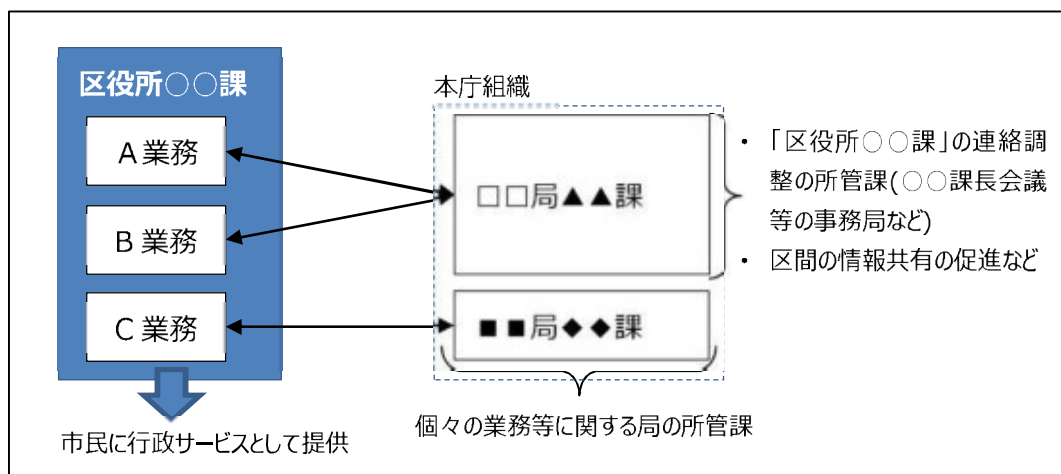 区役所○○課
A業務
B業務
C業務
市民に行政サービスとして提供
本庁組織
□□局▲▲課
■■局◆◆課
個々の業務等に関する局の所管課
・「区役所○○課」の連絡調
整の所管課(○○課長会議
等の事務局など)
・区間の情報共有の促進など